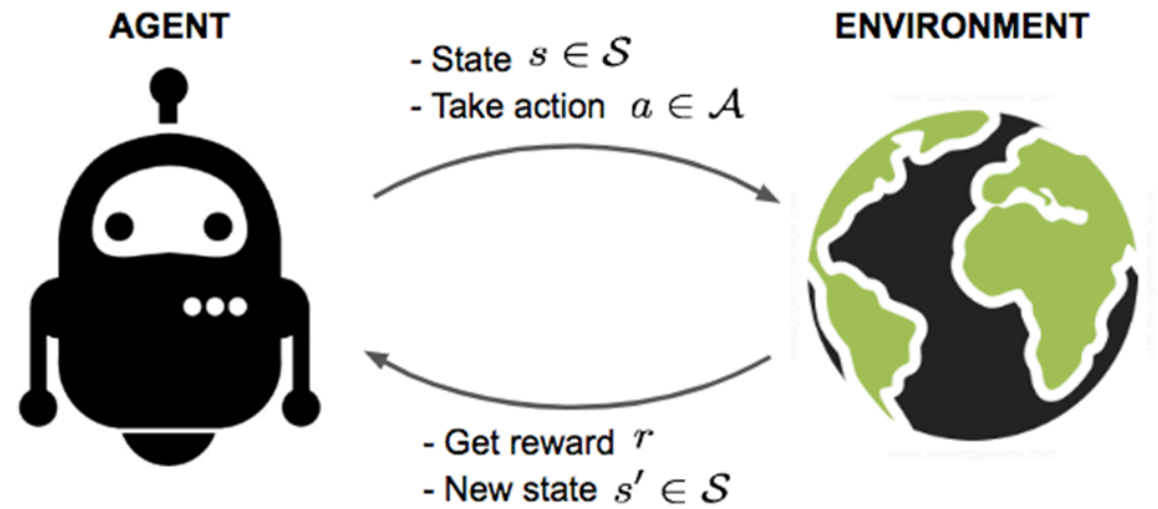 AGENT
ENVIRONMENT
- State s ∈ 𝒮
- Take action a ∈ 𝒜
- Get reward r
- New state s′ ∈ 𝒮